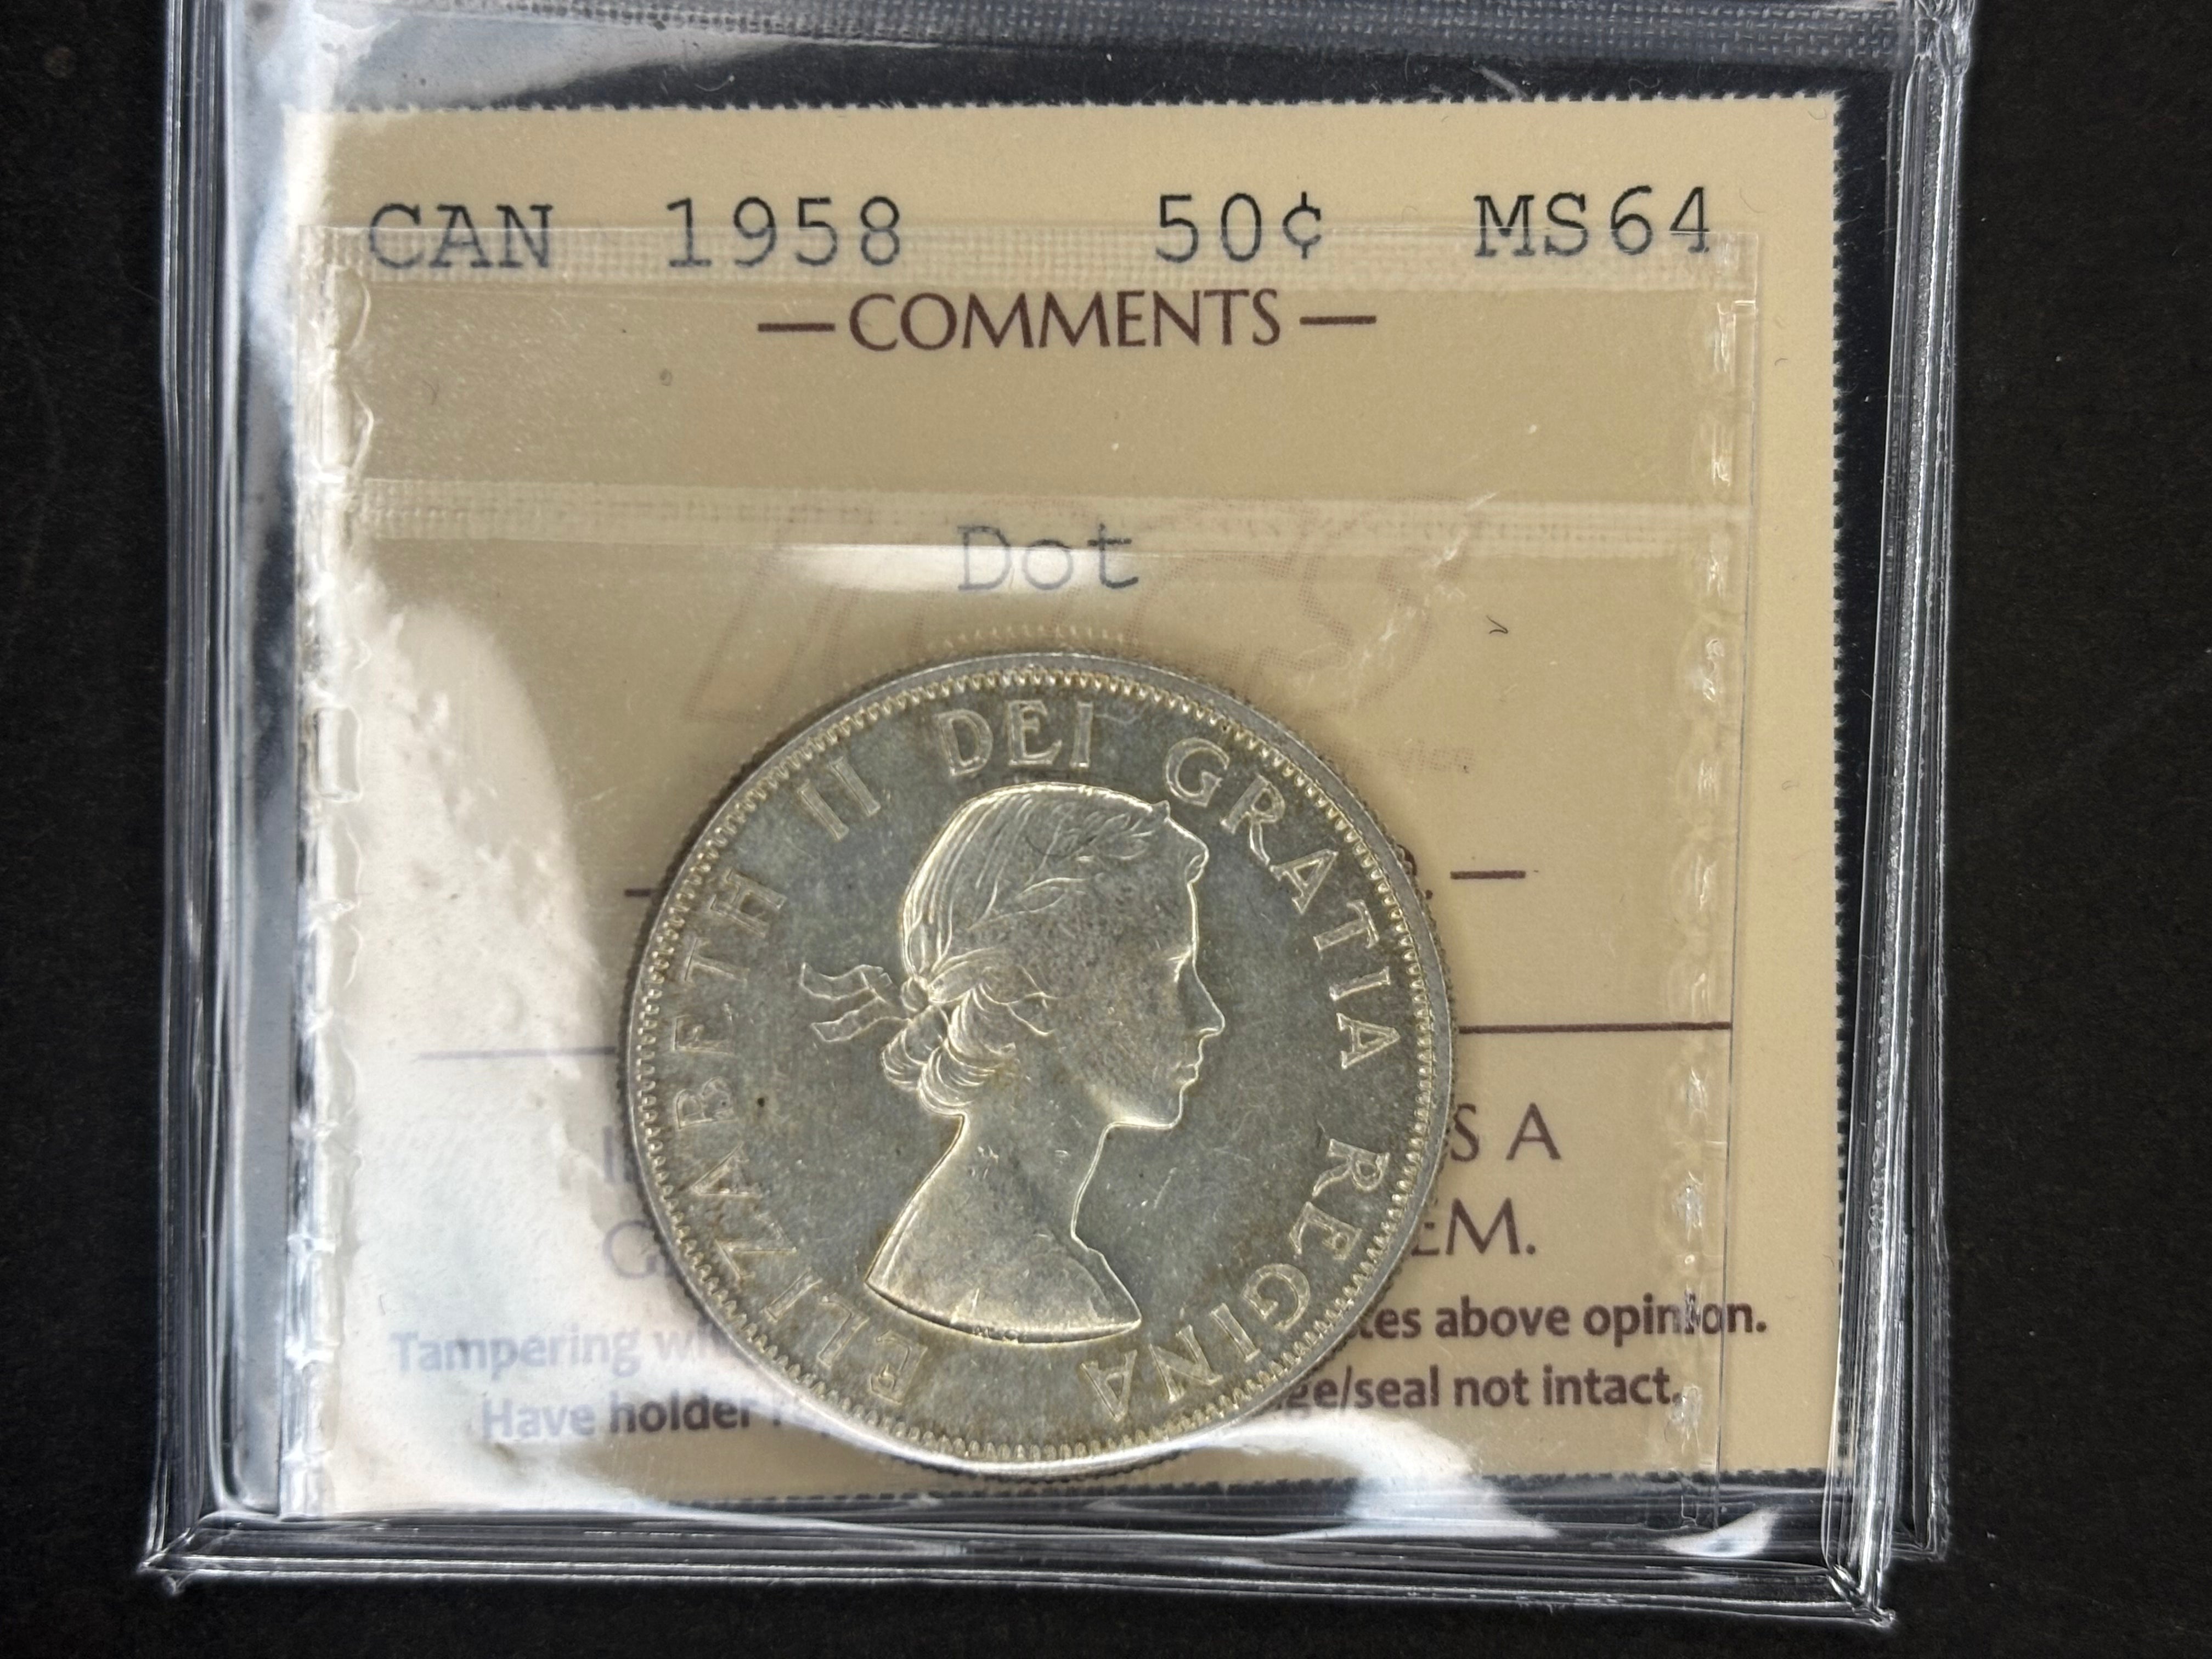 CAN 1958 50¢ MS64
— COMMENTS —
Dot
ELIZABETH II DEI GRATIA REGINA
S A
EM.
Tampering tes above opinion.
Have holder ge/seal not intact.